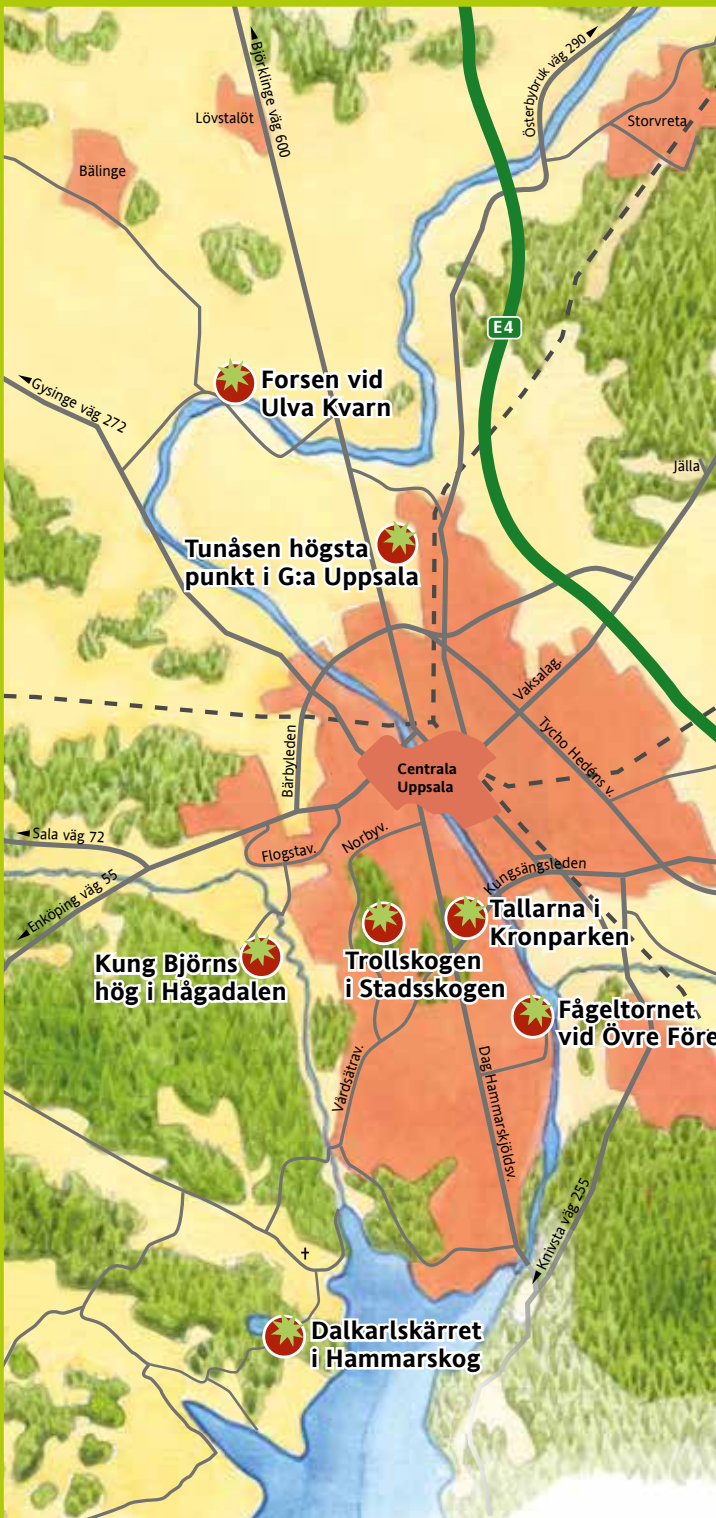 Björklinge väg 600
Österbybruk väg 290
Lövstalöt
Storvreta
Bälinge
E4
Gysinge väg 272
Forsen vid
Ulva Kvarn
Jälla
Tunåsen högsta
punkt i G:a Uppsala
Vaksalag.
Tycho Hedéns v.
Bärbyleden
Centrala
Uppsala
Sala väg 72
Flogstav.
Norbyv.
Kungsängsleden
Enköping väg 55
Tallarna i
Kronparken
Kung Björns
hög i Hågadalen
Trollskogen
i Stadsskogen
Fågeltornet
vid Övre Före
Vårdsätrav.
Dag Hammarskjöldsv.
Knivsta väg 255
Dalkarlskärret
i Hammarskog